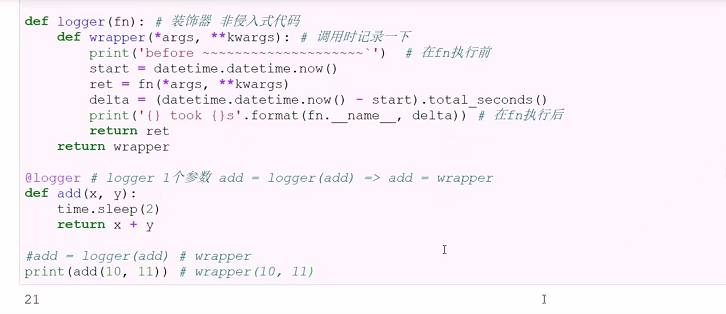 def logger(fn): # 装饰器 非侵入式代码
    def wrapper(*args, **kwargs): # 调用时记录一下
        print('before ~~~~~~~~~~~~~~~~~~~~`')  # 在fn执行前
        start = datetime.datetime.now()
        ret = fn(*args, **kwargs)
        delta = (datetime.datetime.now() - start).total_seconds()
        print('{} took {}s'.format(fn.__name__, delta)) # 在fn执行后
        return ret
    return wrapper

@logger # logger 1个参数 add = logger(add) => add = wrapper
def add(x, y):
    time.sleep(2)
    return x + y

#add = logger(add) # wrapper
print(add(10, 11)) # wrapper(10, 11)
21